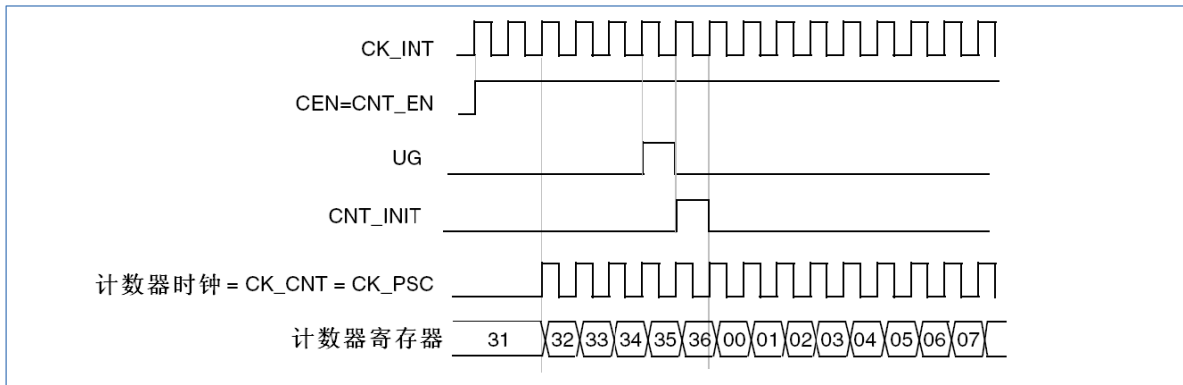 CK_INT
CEN=CNT_EN
UG
CNT_INIT
计数器时钟 = CK_CNT = CK_PSC
计数器寄存器 31 32 33 34 35 36 00 01 02 03 04 05 06 07